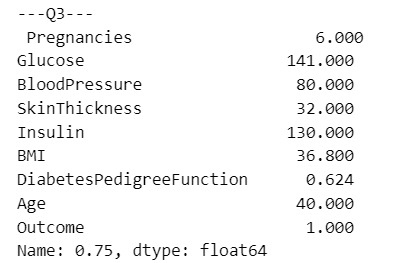 ---Q3---
Pregnancies 6.000
Glucose 141.000
BloodPressure 80.000
SkinThickness 32.000
Insulin 130.000
BMI 36.800
DiabetesPedigreeFunction 0.624
Age 40.000
Outcome 1.000
Name: 0.75, dtype: float64